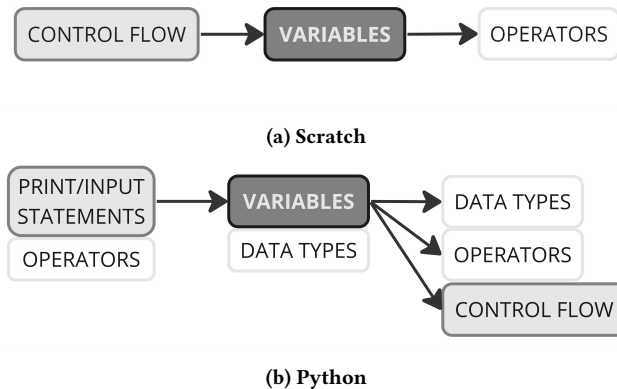 CONTROL FLOW
VARIABLES
OPERATORS
(a) Scratch
PRINT/INPUT
STATEMENTS
OPERATORS
VARIABLES
DATA TYPES
DATA TYPES
OPERATORS
CONTROL FLOW
(b) Python